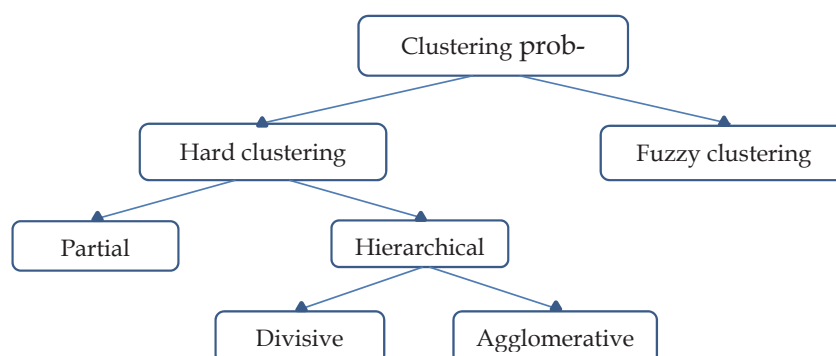 Clustering prob-
Hard clustering
Fuzzy clustering
Partial
Hierarchical
Divisive
Agglomerative